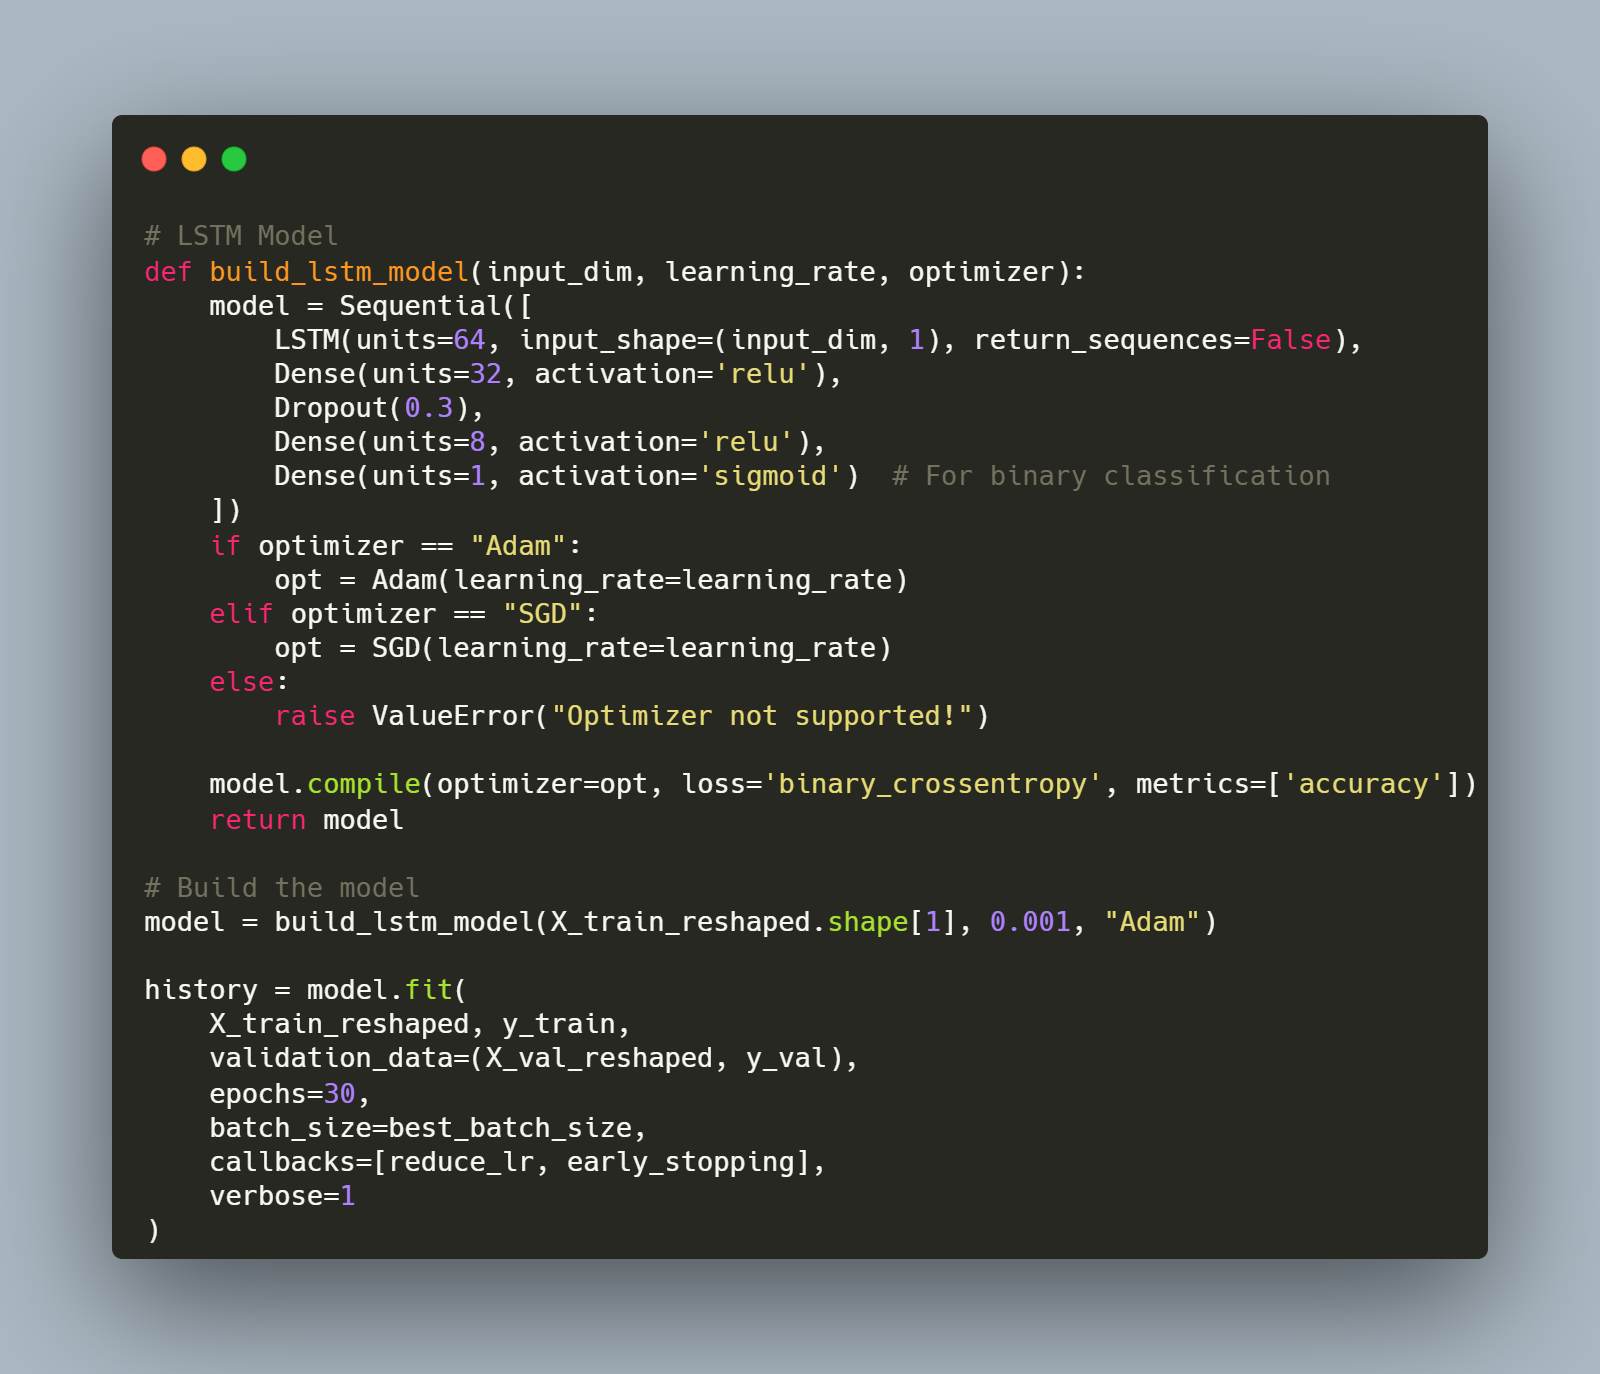 # LSTM Model
def build_lstm_model(input_dim, learning_rate, optimizer):
    model = Sequential([
        LSTM(units=64, input_shape=(input_dim, 1), return_sequences=False),
        Dense(units=32, activation='relu'),
        Dropout(0.3),
        Dense(units=8, activation='relu'),
        Dense(units=1, activation='sigmoid')  # For binary classification
    ])
    if optimizer == "Adam":
        opt = Adam(learning_rate=learning_rate)
    elif optimizer == "SGD":
        opt = SGD(learning_rate=learning_rate)
    else:
        raise ValueError("Optimizer not supported!")

    model.compile(optimizer=opt, loss='binary_crossentropy', metrics=['accuracy'])
    return model

# Build the model
model = build_lstm_model(X_train_reshaped.shape[1], 0.001, "Adam")

history = model.fit(
    X_train_reshaped, y_train,
    validation_data=(X_val_reshaped, y_val),
    epochs=30,
    batch_size=best_batch_size,
    callbacks=[reduce_lr, early_stopping],
    verbose=1
)